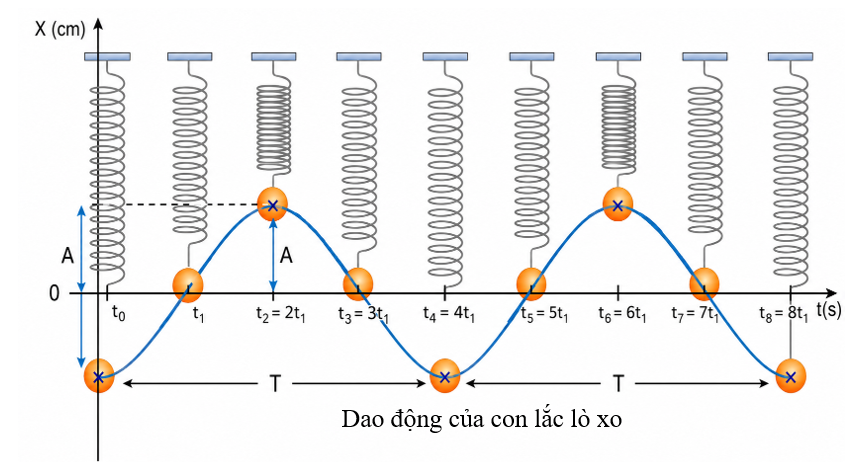 X (cm)
A
A
0
t₀
t₁
t₂ = 2t₁
t₃ = 3t₁
t₄ = 4t₁
t₅ = 5t₁
t₆ = 6t₁
t₇ = 7t₁
t₈ = 8t₁
t(s)
T
T
Dao động của con lắc lò xo